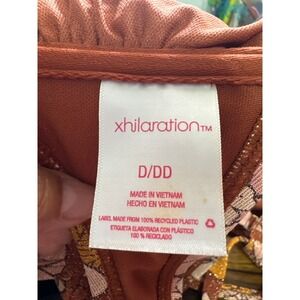 xhilaration™
D/DD
MADE IN VIETNAM
HECHO EN VIETNAM
LABEL MADE FROM 100% RECYCLED PLASTIC
ETIQUETA ELABORADA CON PLÁSTICO
100 % RECICLADO